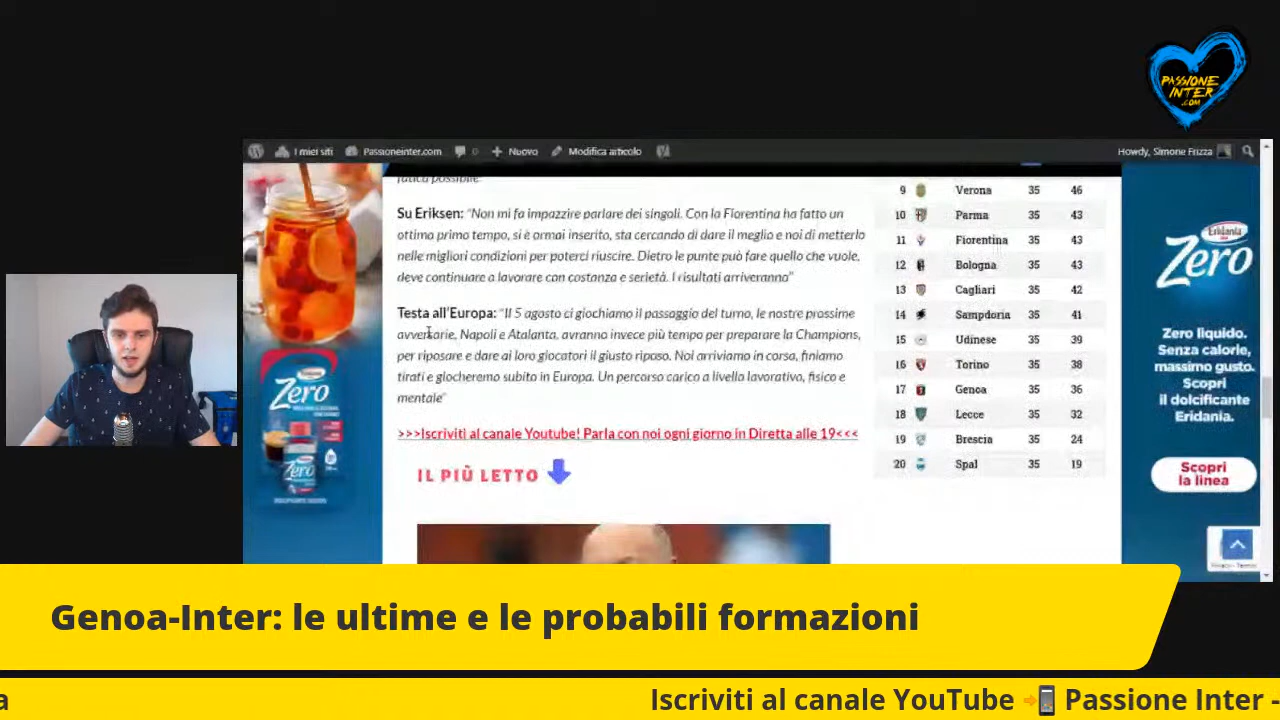 PASSIONE
INTER
.COM
I miei siti
Passioneinter.com
0
Nuovo
Modifica articolo
Howdy, Simone Frizza
fatica possibile."
Su Eriksen: "Non mi fa impazzire parlare dei singoli. Con la Fiorentina ha fatto un
ottimo primo tempo, si è ormai inserito, sta cercando di dare il meglio e noi di metterlo
nelle migliori condizioni per poterci riuscire. Dietro le punte può fare quello che vuole,
deve continuare a lavorare con costanza e serietà. I risultati arriveranno"
Testa all'Europa: "Il 5 agosto ci giochiamo il passaggio del turno, le nostre prossime
avversarie, Napoli e Atalanta, avranno invece più tempo per preparare la Champions,
per riposare e dare ai loro giocatori il giusto riposo. Noi arriviamo in corsa, finiamo
tirati e giocheremo subito in Europa. Un percorso carico a livello lavorativo, fisico e
mentale"
>>>Iscriviti al canale Youtube! Parla con noi ogni giorno in Diretta alle 19<<<
IL PIÙ LETTO
9 Verona 35 46
10 Parma 35 43
11 Fiorentina 35 43
12 Bologna 35 43
13 Cagliari 35 42
14 Sampdoria 35 41
15 Udinese 35 39
16 Torino 35 38
17 Genoa 35 36
18 Lecce 35 32
19 Brescia 35 24
20 Spal 35 19
Eridania
Zero
Zero liquido.
Senza calorie,
massimo gusto.
Scopri
il dolcificante
Eridania.
Scopri
la linea
Zero
Zero
Genoa-Inter: le ultime e le probabili formazioni
a
Iscriviti al canale YouTube
Passione Inter -